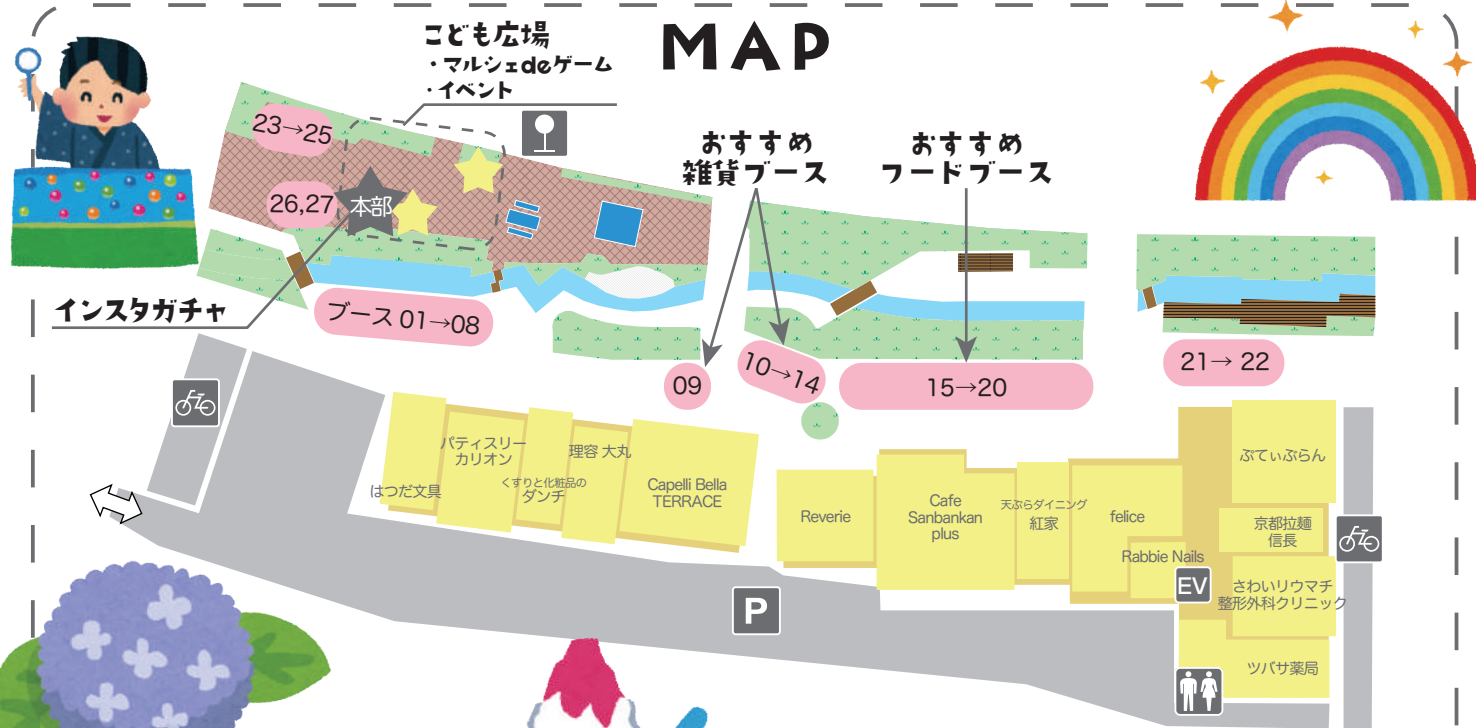 MAP
こども広場
・マルシェdeゲーム
・イベント
23→25
26,27
本部
おすすめ
雑貨ブース
おすすめ
フードブース
インスタガチャ
ブース 01→08
09
10→14
15→20
21→ 22
はつだ文具
パティスリー
カリオン
くすりと化粧品の
ダンチ
理容 大丸
Capelli Bella
TERRACE
Reverie
Cafe
Sanbankan
plus
天ぷらダイニング
紅家
felice
Rabbie Nails
EV
ぷてぃぶらん
京都拉麺
信長
さわいリウマチ
整形外科クリニック
ツバサ薬局
P